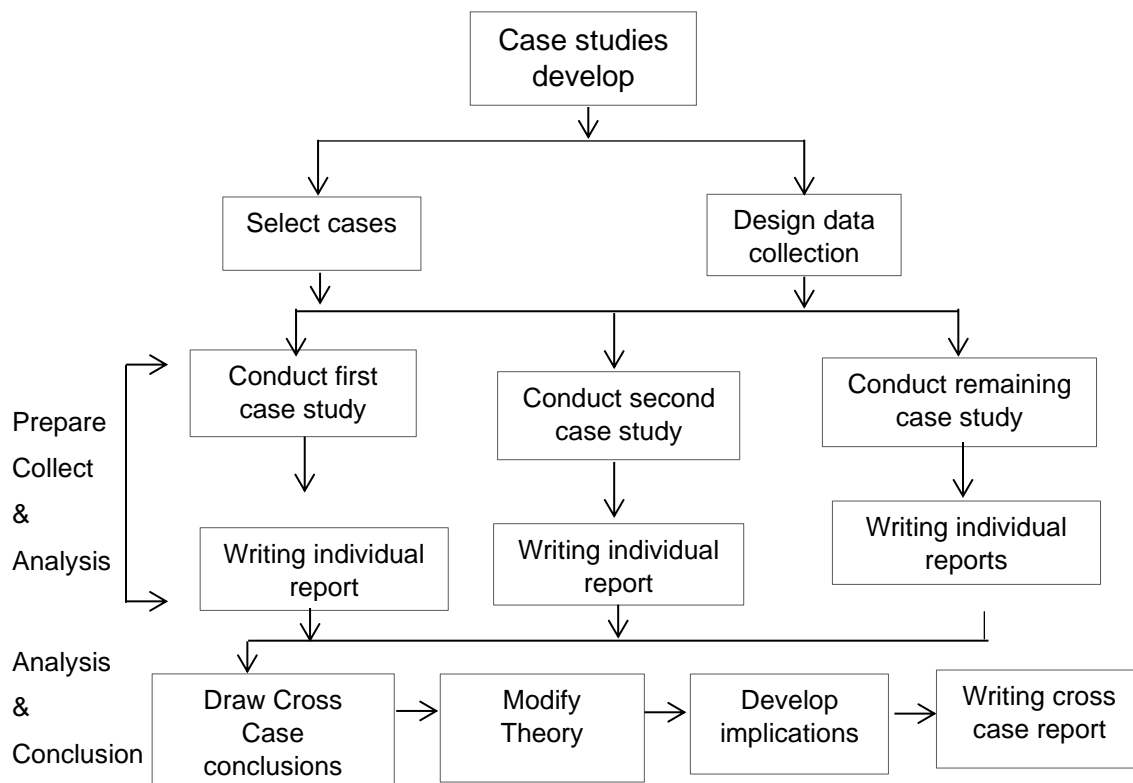 Case studies
develop
Select cases
Design data
collection
Conduct first
case study
Conduct second
case study
Conduct remaining
case study
Prepare
Collect
&
Analysis
Writing individual
report
Writing individual
report
Writing individual
reports
Analysis
&
Conclusion
Draw Cross
Case
conclusions
Modify
Theory
Develop
implications
Writing cross
case report